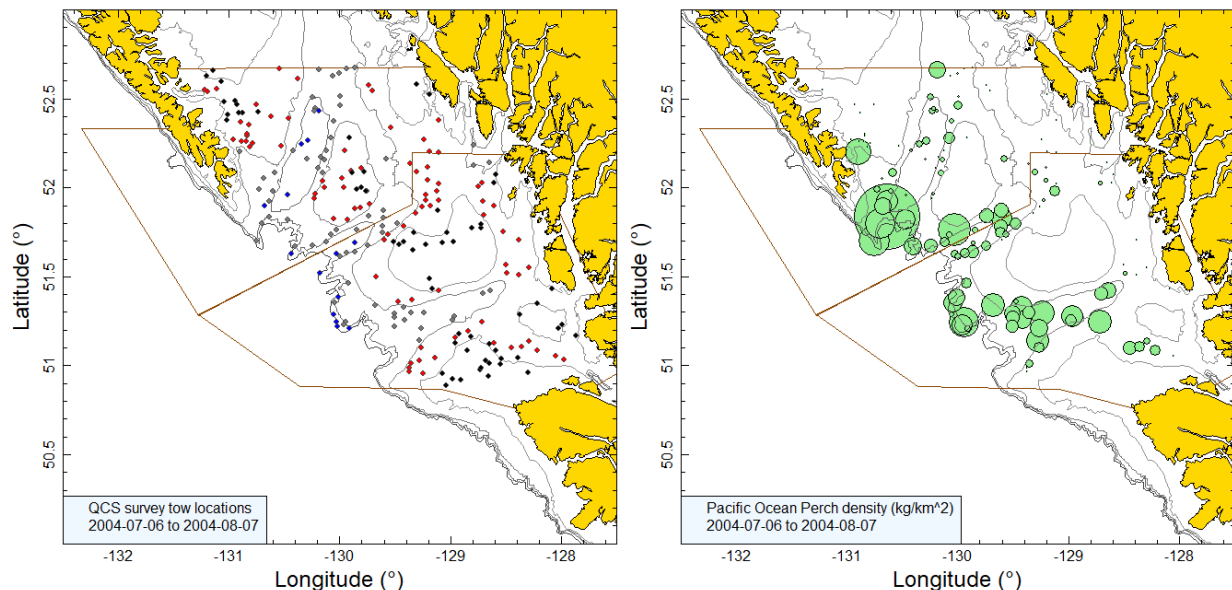 52.5
52
51.5
51
50.5
Latitude (°)
QCS survey tow locations
2004-07-06 to 2004-08-07
-132
-131
-130
-129
-128
Longitude (°)
52.5
52
51.5
51
50.5
Latitude (°)
Pacific Ocean Perch density (kg/km^2)
2004-07-06 to 2004-08-07
-132
-131
-130
-129
-128
Longitude (°)